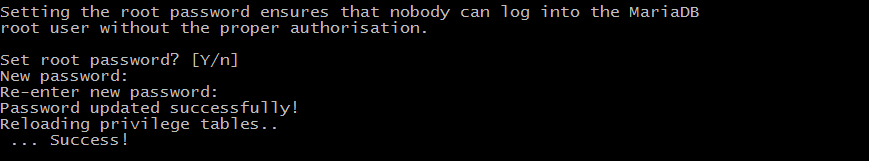 Setting the root password ensures that nobody can log into the MariaDB
root user without the proper authorisation.
Set root password? [Y/n]
New password:
Re-enter new password:
Password updated successfully!
Reloading privilege tables..
... Success!